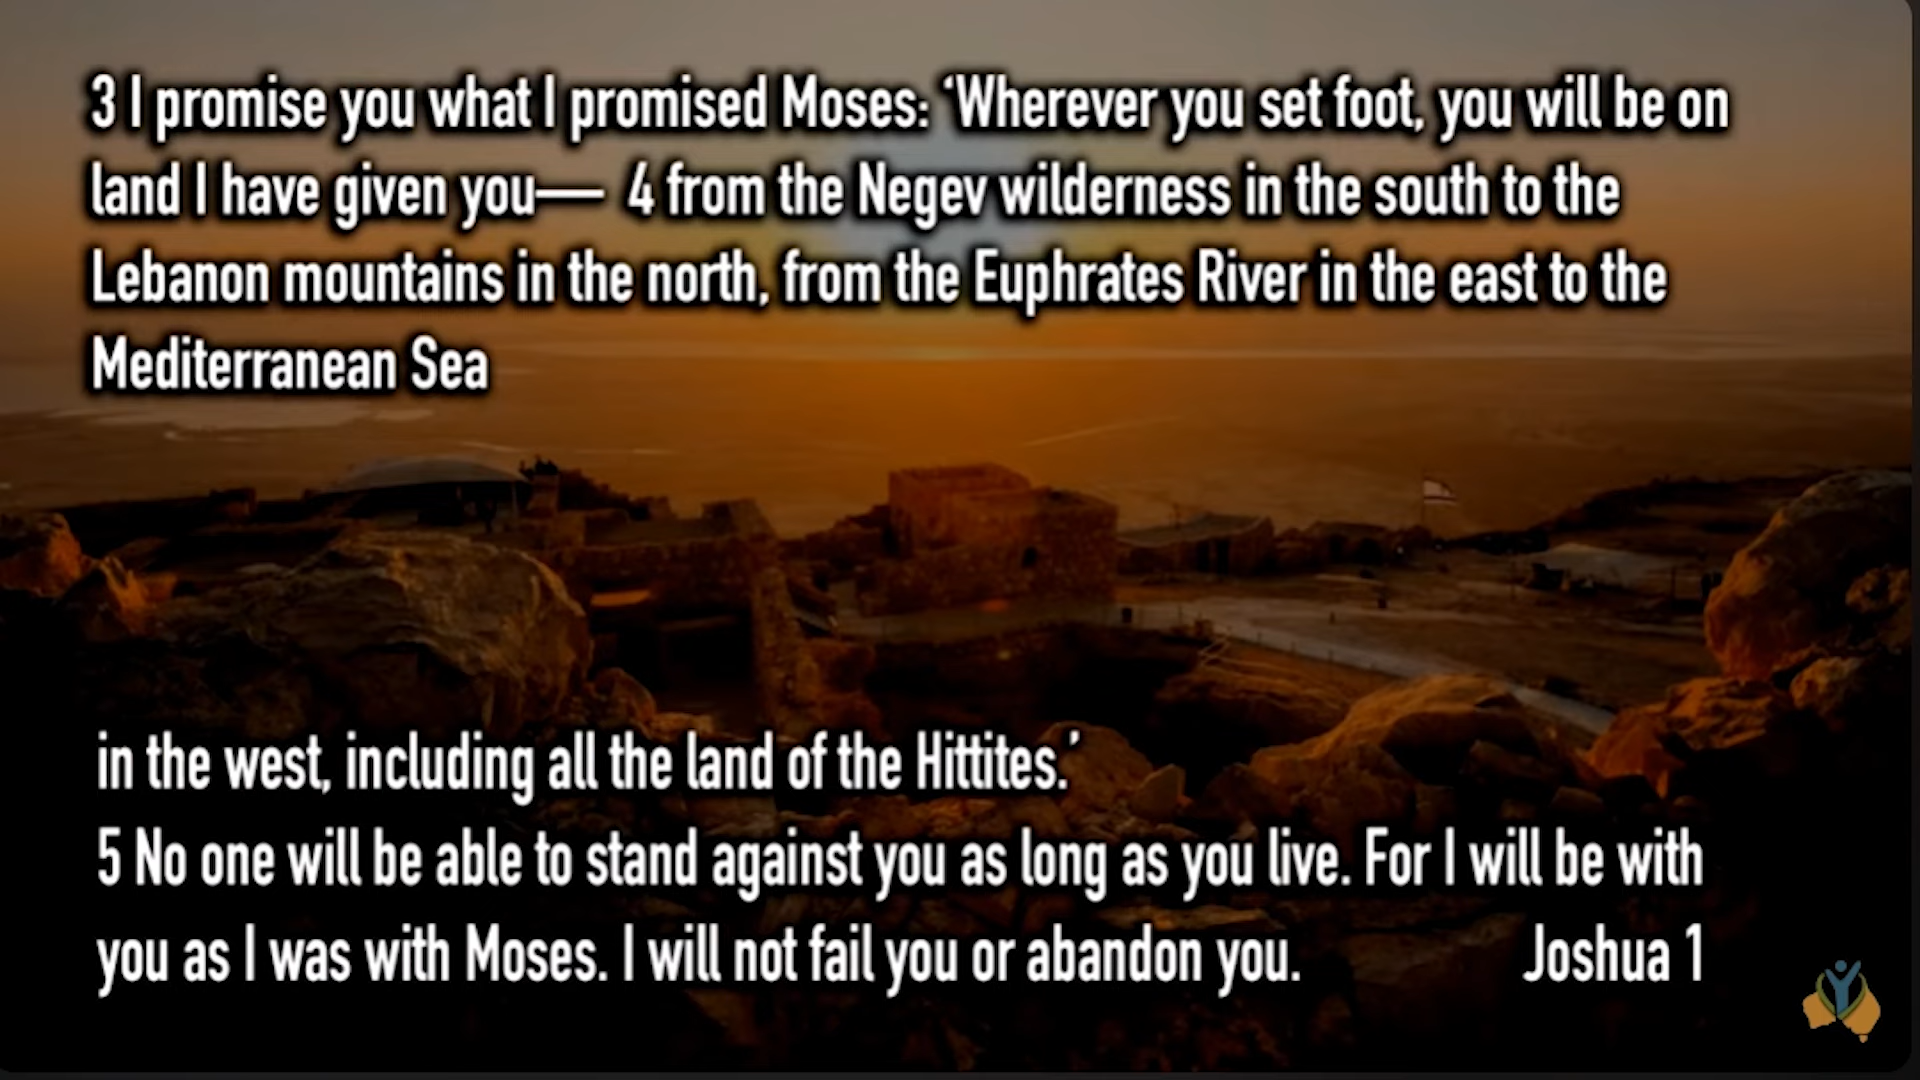 3 I promise you what I promised Moses: ‘Wherever you set foot, you will be on
land I have given you— 4 from the Negev wilderness in the south to the
Lebanon mountains in the north, from the Euphrates River in the east to the
Mediterranean Sea
in the west, including all the land of the Hittites.’
5 No one will be able to stand against you as long as you live. For I will be with
you as I was with Moses. I will not fail you or abandon you. Joshua 1